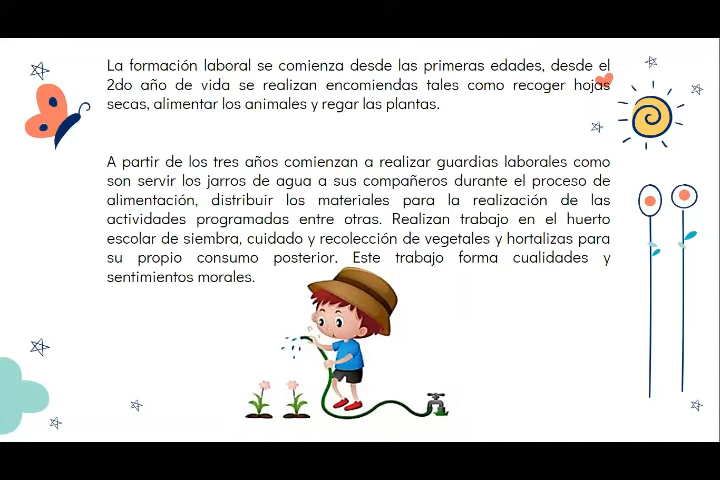 La formación laboral se comienza desde las primeras edades, desde el
2do año de vida se realizan encomiendas tales como recoger hojas
secas, alimentar los animales y regar las plantas.
A partir de los tres años comienzan a realizar guardias laborales como
son servir los jarros de agua a sus compañeros durante el proceso de
alimentación, distribuir los materiales para la realización de las
actividades programadas entre otras. Realizan trabajo en el huerto
escolar de siembra, cuidado y recolección de vegetales y hortalizas para
su propio consumo posterior. Este trabajo forma cualidades y
sentimientos morales.